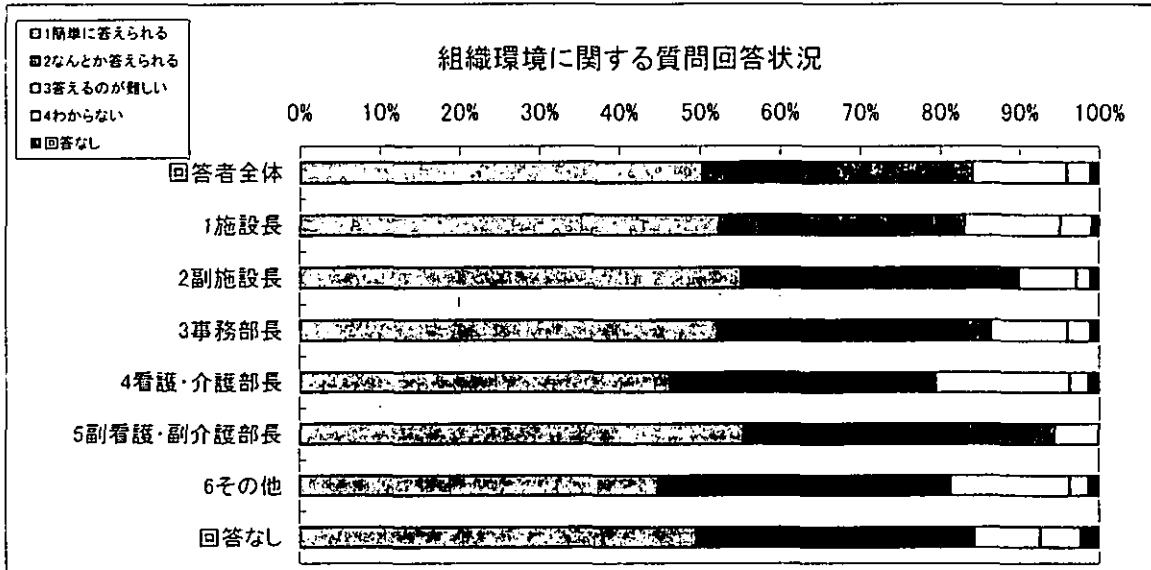 1簡単に答えられる
2なんとか答えられる
3答えるのが難しい
4わからない
回答なし
組織環境に関する質問回答状況
0% 10% 20% 30% 40% 50% 60% 70% 80% 90% 100%
回答者全体
1施設長
2副施設長
3事務部長
4看護・介護部長
5副看護・副介護部長
6その他
回答なし